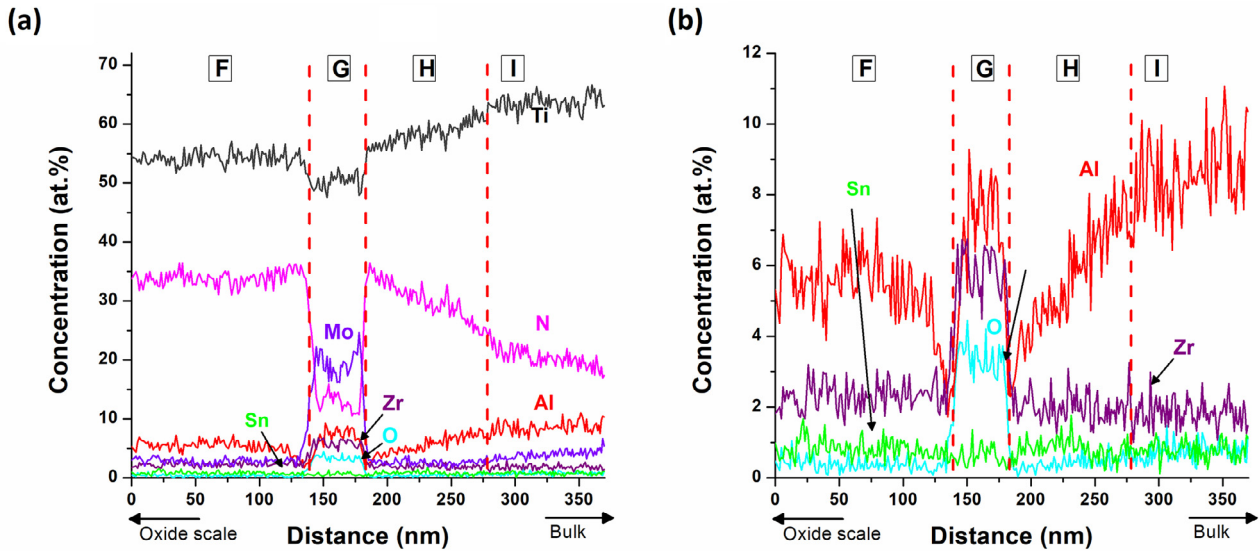 (a)
(b)
70
60
50
40
30
20
10
0
Concentration (at.%)
F
G
H
I
Ti
N
Mo
Al
Zr
Sn
O
0 50 100 150 200 250 300 350
Distance (nm)
Oxide scale
Bulk
12
10
8
6
4
2
0
Concentration (at.%)
F
G
H
I
Sn
Al
O
Zr
0 50 100 150 200 250 300 350
Distance (nm)
Oxide scale
Bulk